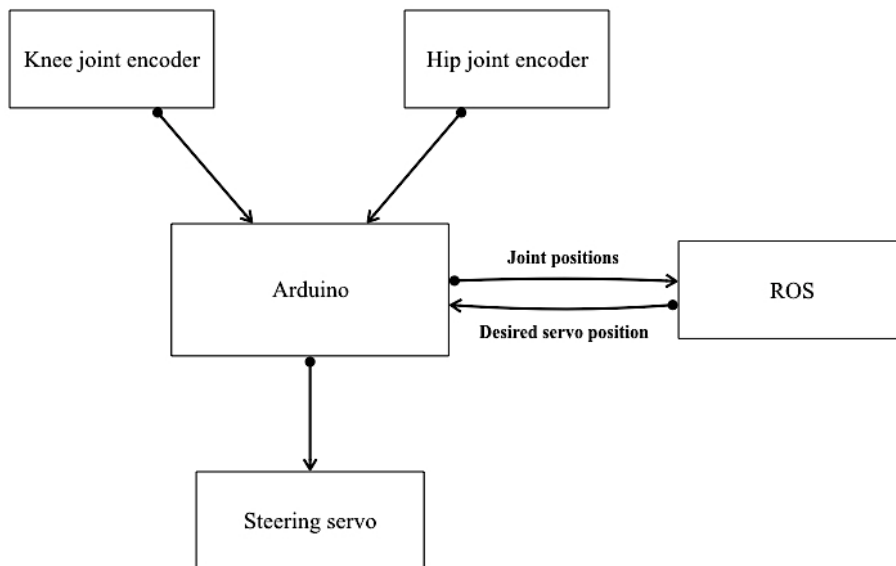 Knee joint encoder
Hip joint encoder
Arduino
Joint positions
Desired servo position
ROS
Steering servo